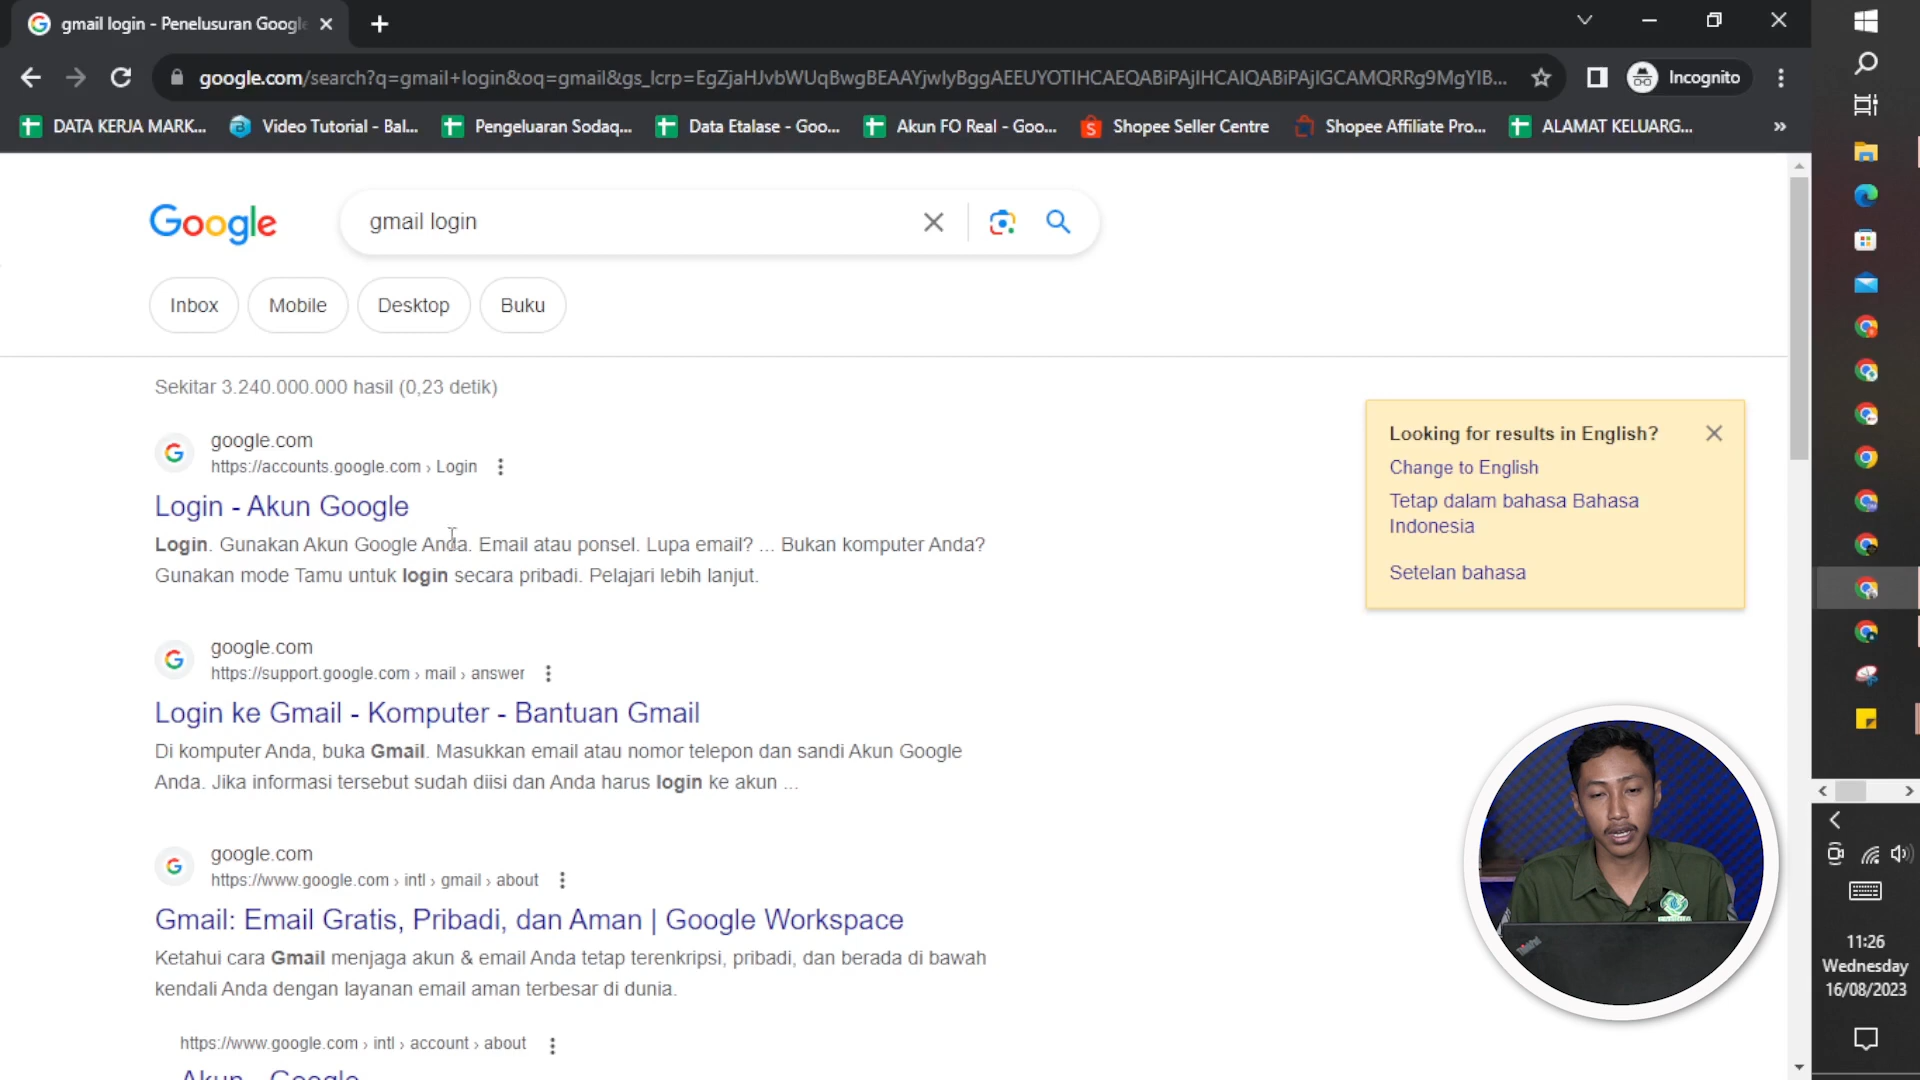 gmail login - Penelusuran Google
google.com/search?q=gmail+login&oq=gmail&gs_lcrp=EgZjaHJvbWUqBwgBEAAYjwIyBggAEEUYOTIHCAEQABiPAjIHCAIQABiPAjIGCAMQRRg9MgYIB...
Incognito
DATA KERJA MARK...
Video Tutorial - Bal...
Pengeluaran Sodaq...
Data Etalase - Goo...
Akun FO Real - Goo...
Shopee Seller Centre
Shopee Affiliate Pro...
ALAMAT KELUARG...
Google
gmail login
Inbox
Mobile
Desktop
Buku
Sekitar 3.240.000.000 hasil (0,23 detik)
google.com
https://accounts.google.com › Login
Login - Akun Google
Login. Gunakan Akun Google Anda. Email atau ponsel. Lupa email? ... Bukan komputer Anda?
Gunakan mode Tamu untuk login secara pribadi. Pelajari lebih lanjut.
Looking for results in English?
Change to English
Tetap dalam bahasa Bahasa
Indonesia
Setelan bahasa
google.com
https://support.google.com › mail › answer
Login ke Gmail - Komputer - Bantuan Gmail
Di komputer Anda, buka Gmail. Masukkan email atau nomor telepon dan sandi Akun Google
Anda. Jika informasi tersebut sudah diisi dan Anda harus login ke akun ...
google.com
https://www.google.com › intl › gmail › about
Gmail: Email Gratis, Pribadi, dan Aman | Google Workspace
Ketahui cara Gmail menjaga akun & email Anda tetap terenkripsi, pribadi, dan berada di bawah
kendali Anda dengan layanan email aman terbesar di dunia.
https://www.google.com › intl › account › about
Akun - Google
ThinkPad
11:26
Wednesday
16/08/2023